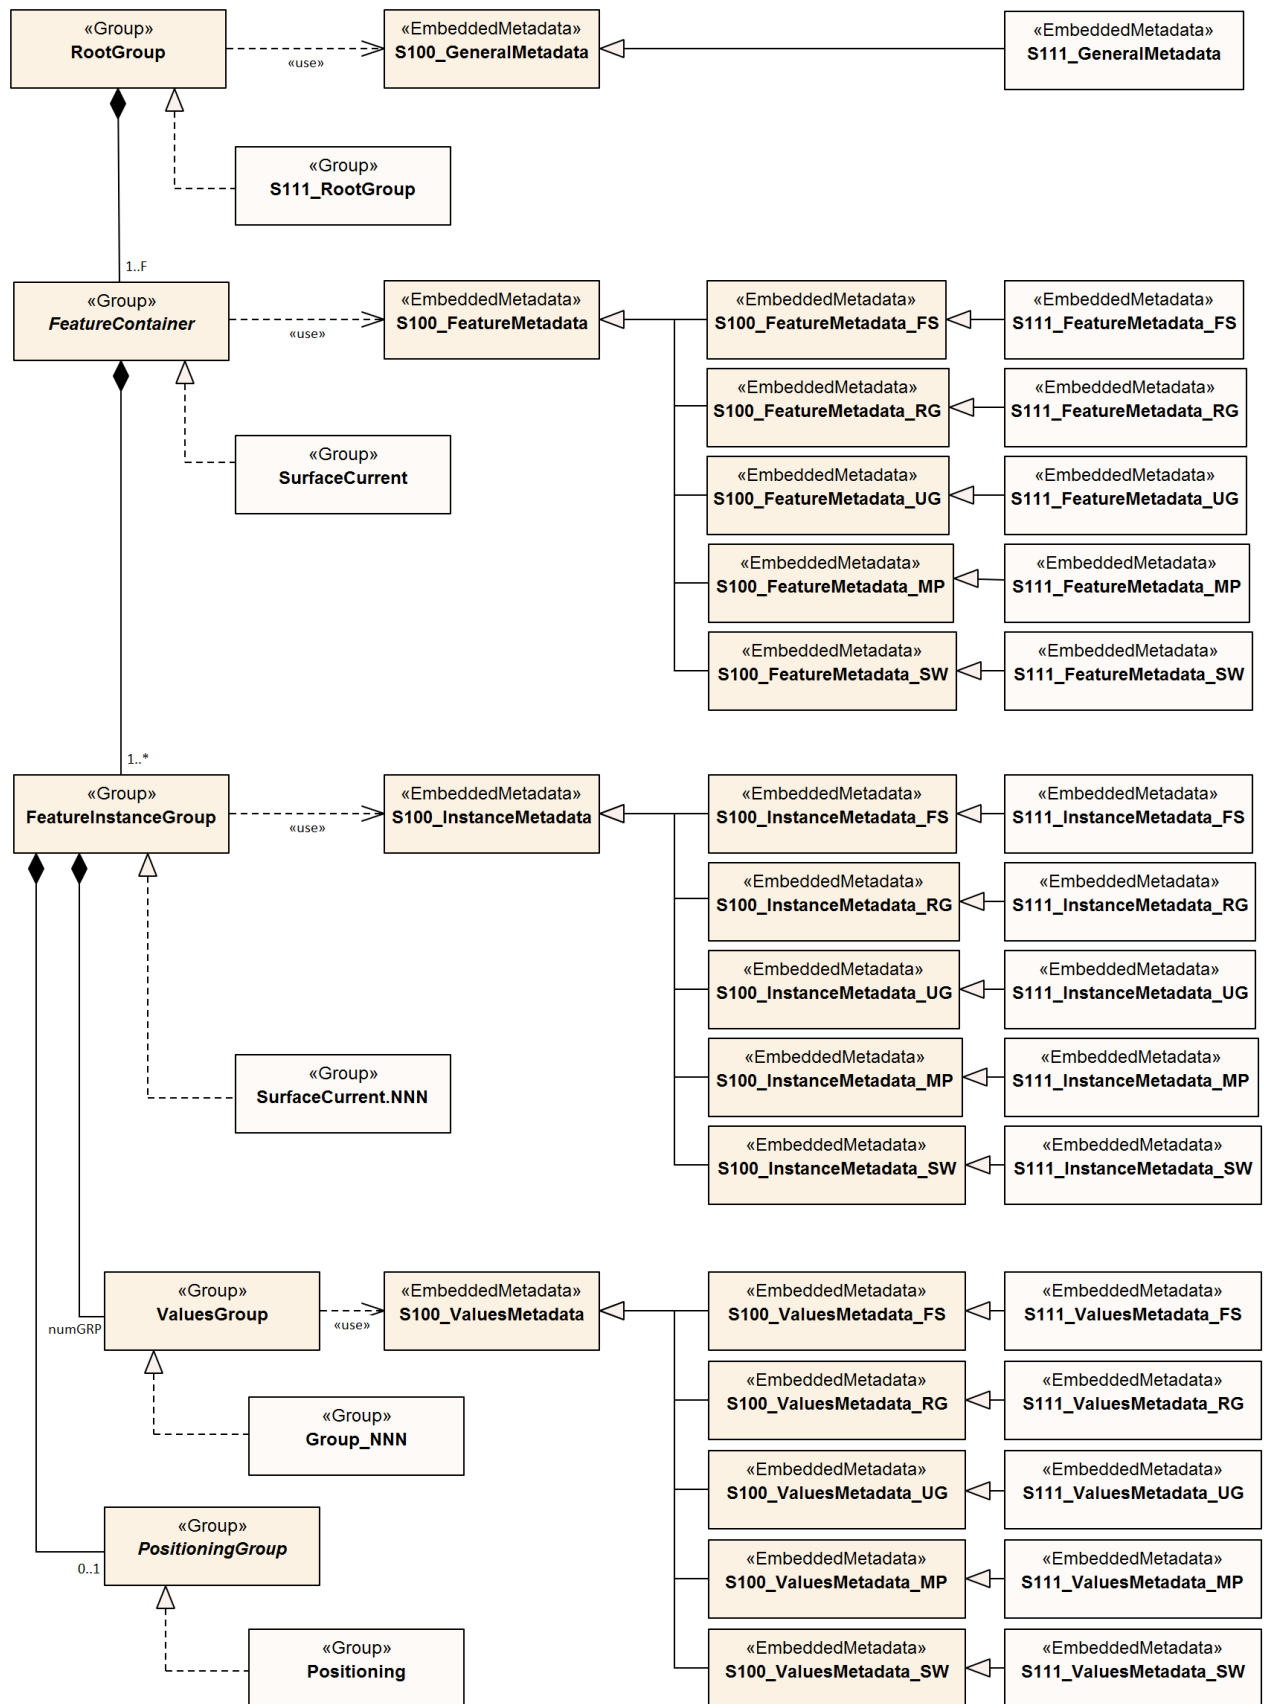 «Group»
RootGroup
«use»
«EmbeddedMetadata»
S100_GeneralMetadata
«EmbeddedMetadata»
S111_GeneralMetadata
«Group»
S111_RootGroup
1..F
«Group»
FeatureContainer
«use»
«EmbeddedMetadata»
S100_FeatureMetadata
«EmbeddedMetadata»
S100_FeatureMetadata_FS
«EmbeddedMetadata»
S111_FeatureMetadata_FS
«EmbeddedMetadata»
S100_FeatureMetadata_RG
«EmbeddedMetadata»
S111_FeatureMetadata_RG
«Group»
SurfaceCurrent
«EmbeddedMetadata»
S100_FeatureMetadata_UG
«EmbeddedMetadata»
S111_FeatureMetadata_UG
«EmbeddedMetadata»
S100_FeatureMetadata_MP
«EmbeddedMetadata»
S111_FeatureMetadata_MP
«EmbeddedMetadata»
S100_FeatureMetadata_SW
«EmbeddedMetadata»
S111_FeatureMetadata_SW
1..*
«Group»
FeatureInstanceGroup
«use»
«EmbeddedMetadata»
S100_InstanceMetadata
«EmbeddedMetadata»
S100_InstanceMetadata_FS
«EmbeddedMetadata»
S111_InstanceMetadata_FS
«EmbeddedMetadata»
S100_InstanceMetadata_RG
«EmbeddedMetadata»
S111_InstanceMetadata_RG
«EmbeddedMetadata»
S100_InstanceMetadata_UG
«EmbeddedMetadata»
S111_InstanceMetadata_UG
«Group»
SurfaceCurrent.NNN
«EmbeddedMetadata»
S100_InstanceMetadata_MP
«EmbeddedMetadata»
S111_InstanceMetadata_MP
«EmbeddedMetadata»
S100_InstanceMetadata_SW
«EmbeddedMetadata»
S111_InstanceMetadata_SW
«Group»
ValuesGroup
numGRP
«use»
«EmbeddedMetadata»
S100_ValuesMetadata
«EmbeddedMetadata»
S100_ValuesMetadata_FS
«EmbeddedMetadata»
S111_ValuesMetadata_FS
«Group»
Group_NNN
«EmbeddedMetadata»
S100_ValuesMetadata_RG
«EmbeddedMetadata»
S111_ValuesMetadata_RG
«EmbeddedMetadata»
S100_ValuesMetadata_UG
«EmbeddedMetadata»
S111_ValuesMetadata_UG
«Group»
PositioningGroup
0..1
«EmbeddedMetadata»
S100_ValuesMetadata_MP
«EmbeddedMetadata»
S111_ValuesMetadata_MP
«Group»
Positioning
«EmbeddedMetadata»
S100_ValuesMetadata_SW
«EmbeddedMetadata»
S111_ValuesMetadata_SW